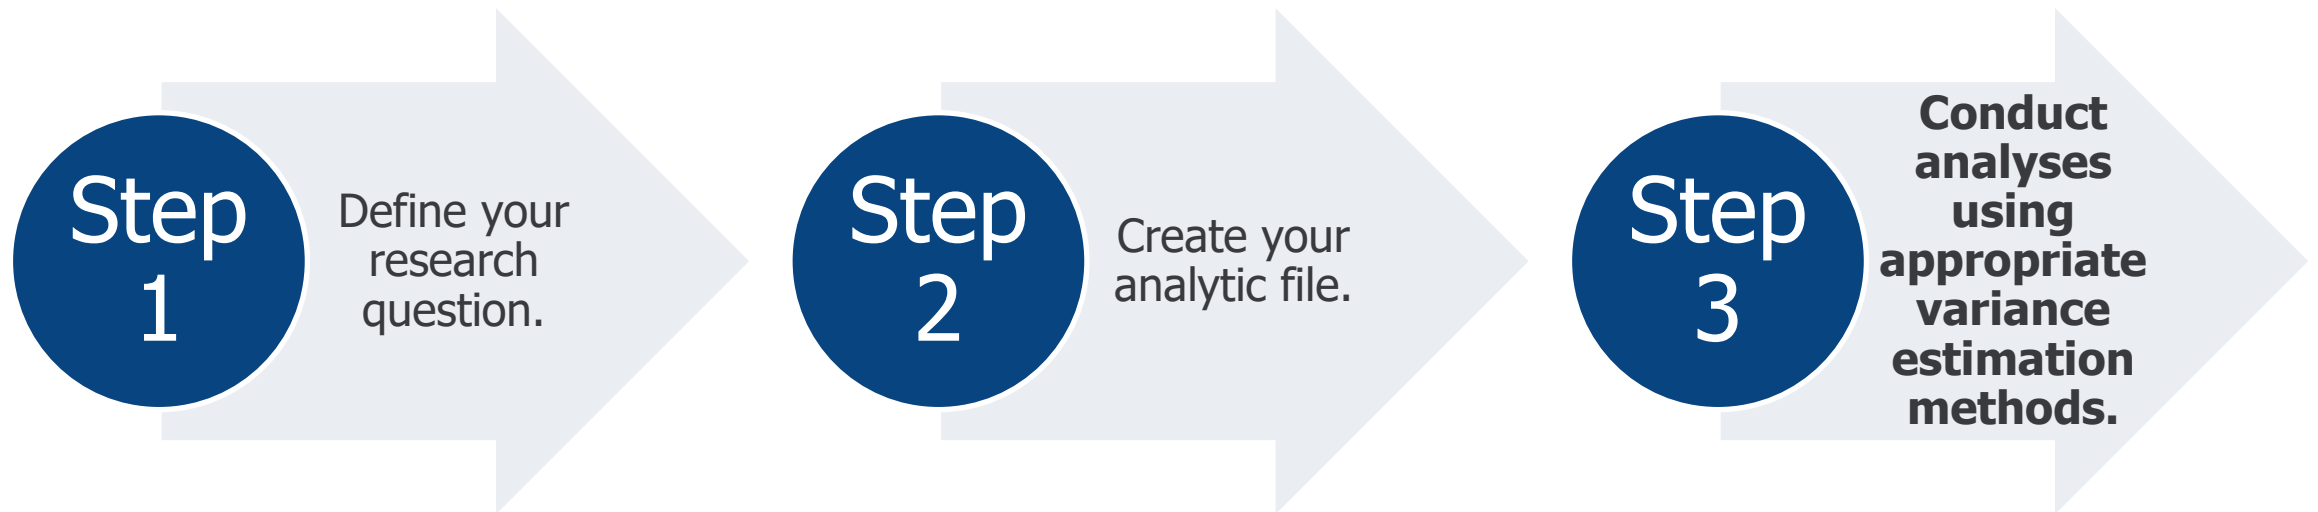 Step
1
Define your
research
question.
Step
2
Create your
analytic file.
Step
3
Conduct
analyses
using
appropriate
variance
estimation
methods.